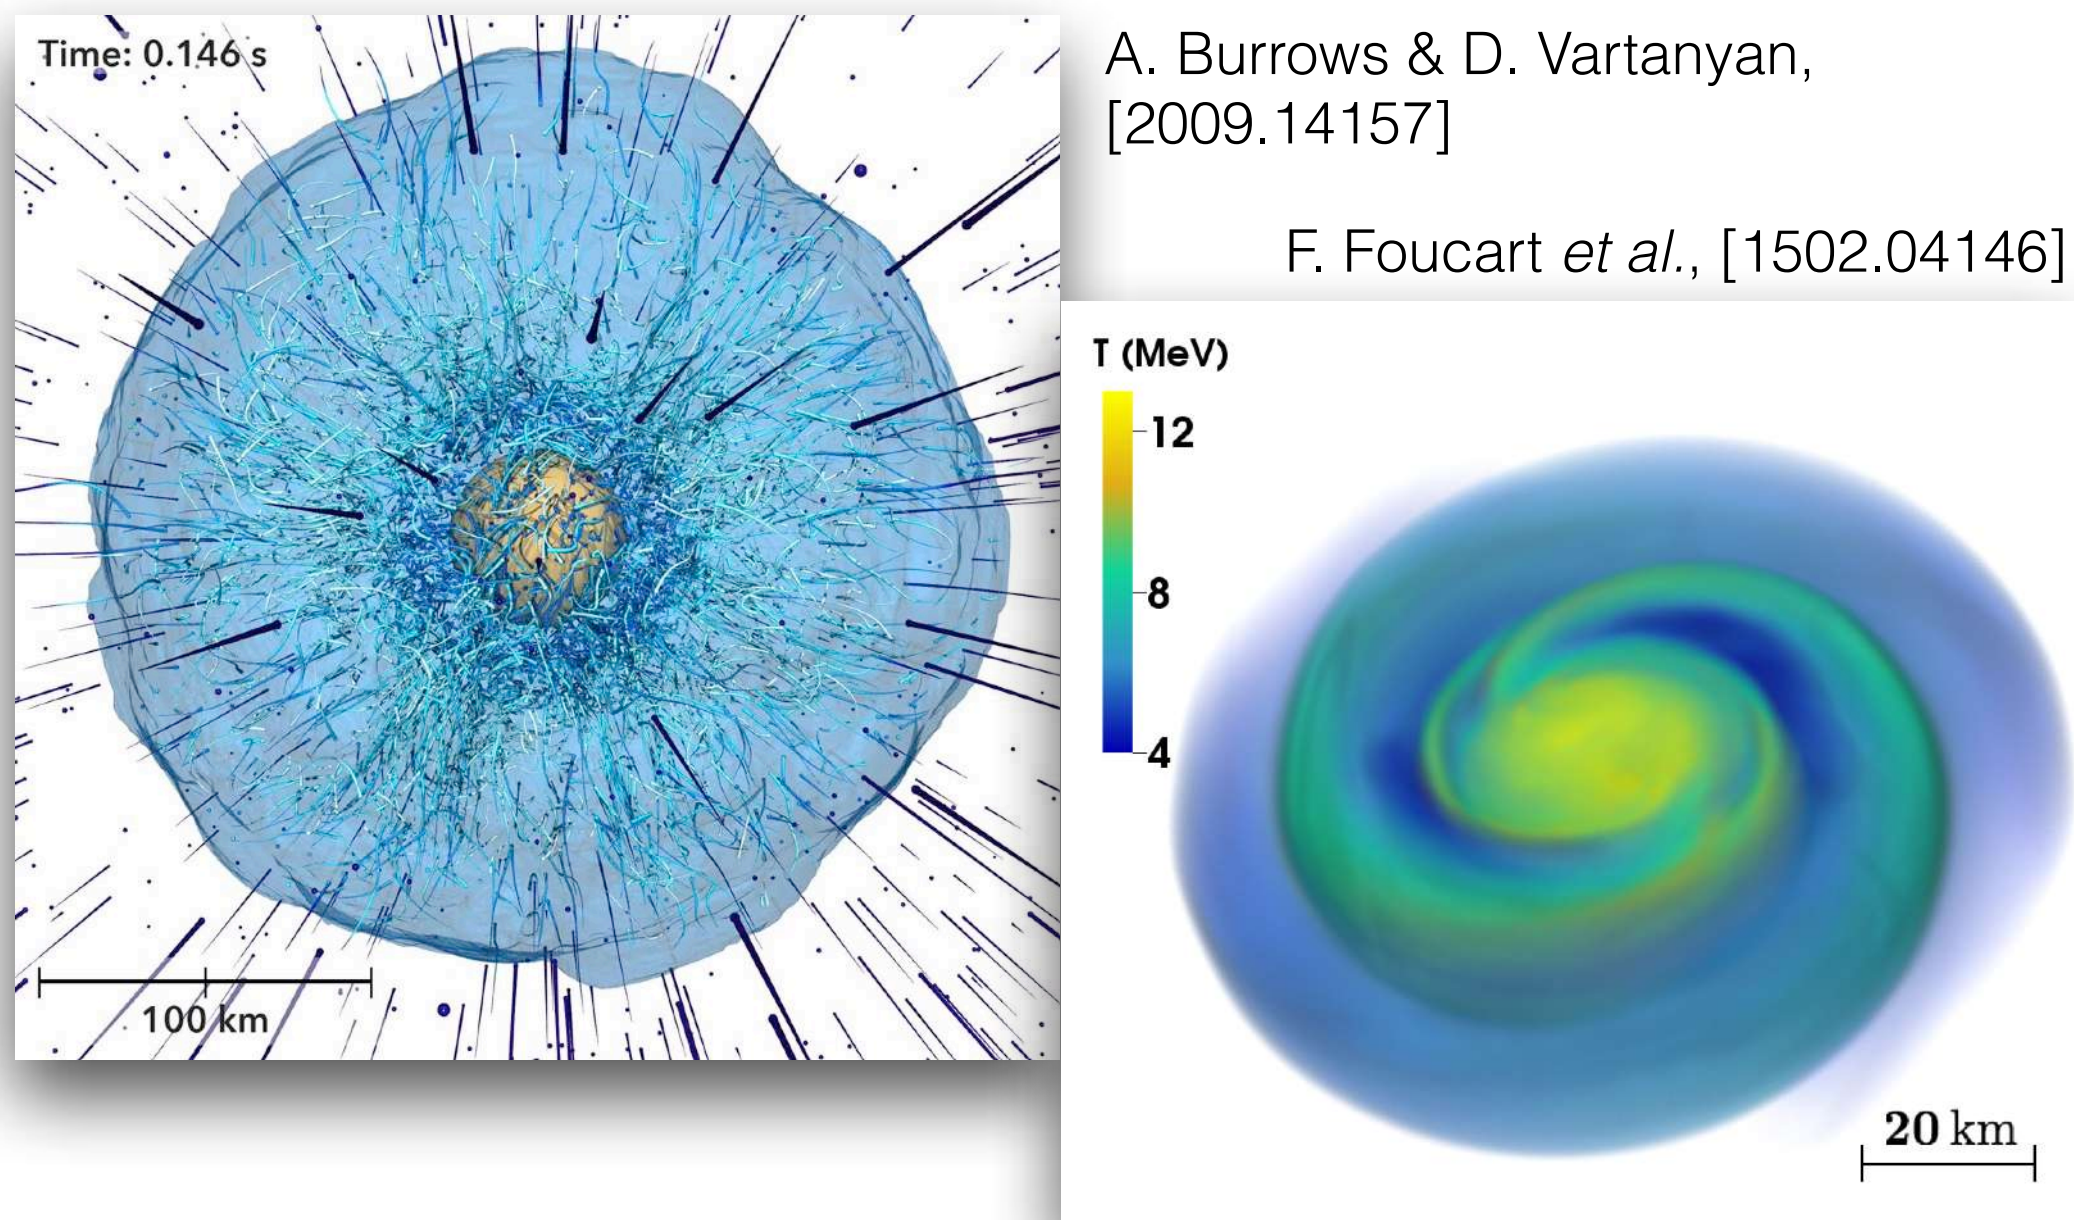 Time: 0.146 s
100 km
A. Burrows & D. Vartanyan,
[2009.14157]
F. Foucart et al., [1502.04146]
T (MeV)
12
8
4
20 km